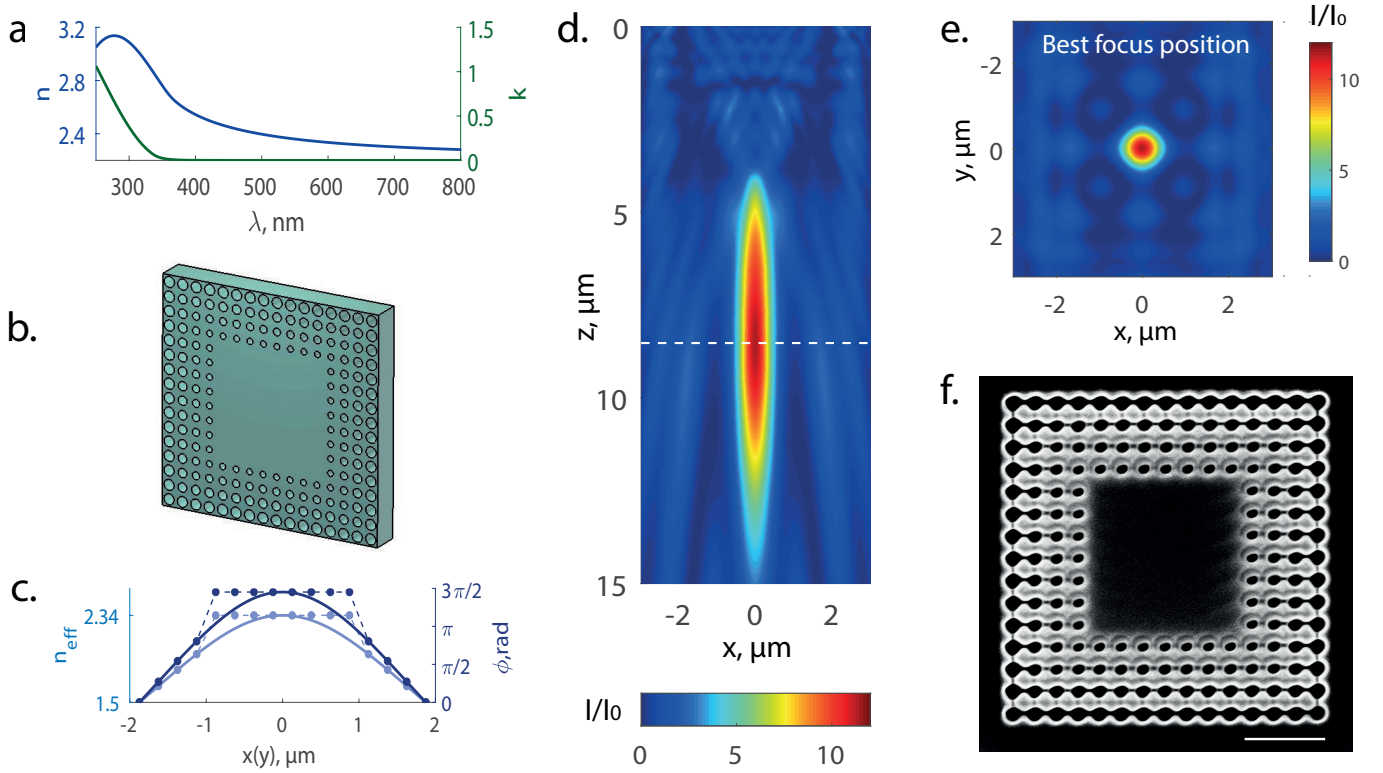 a
n
3.2
2.8
2.4
1.5
1
0.5
0
k
300 400 500 600 700 800
λ, nm
b.
c.
n_eff
2.34
1.5
3π/2
π
π/2
0
ϕ,rad
-2 -1 0 1 2
x(y), µm
d.
0
5
10
15
z, µm
-2 0 2
x, µm
I/I₀
0 5 10
e.
Best focus position
-2
0
2
y, µm
-2 0 2
x, µm
I/I₀
10
5
0
f.